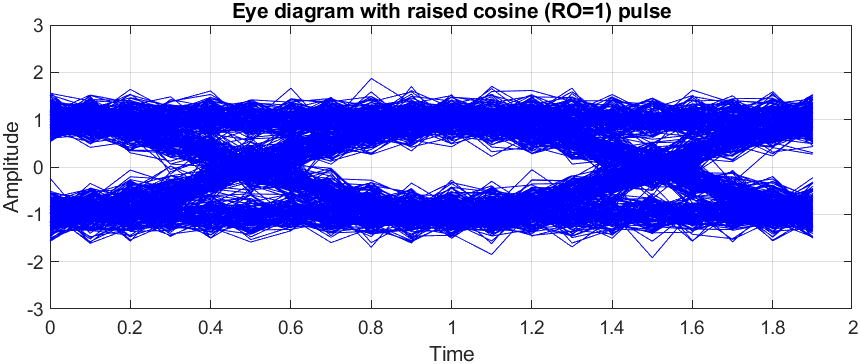 Eye diagram with raised cosine (RO=1) pulse
3
2
1
0
-1
-2
-3
Amplitude
0 0.2 0.4 0.6 0.8 1 1.2 1.4 1.6 1.8 2
Time